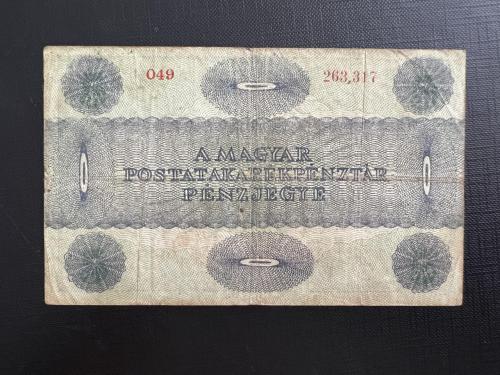 049 263,317
A MAGYAR
POSTATAKARÉKPÉNZTÁR
PÉNZJEGYE